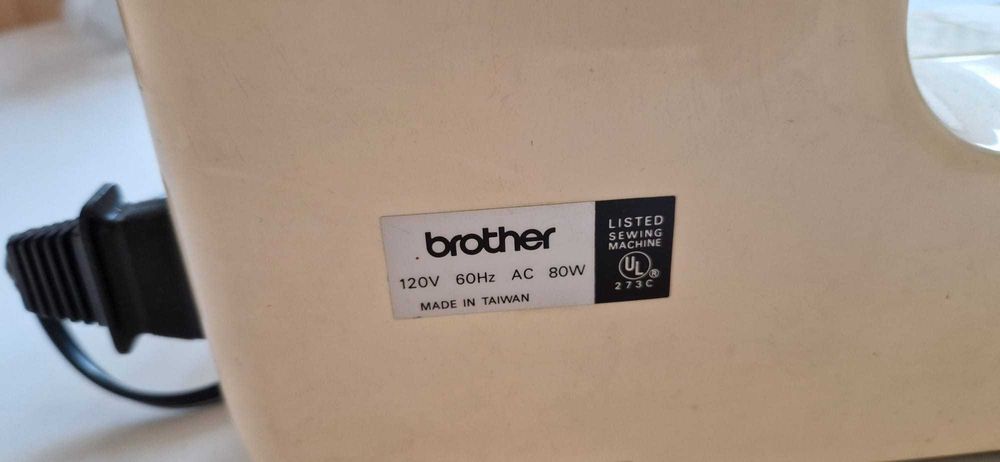 brother
120V 60Hz AC 80W
MADE IN TAIWAN
LISTED
SEWING
MACHINE
UL ®
273C